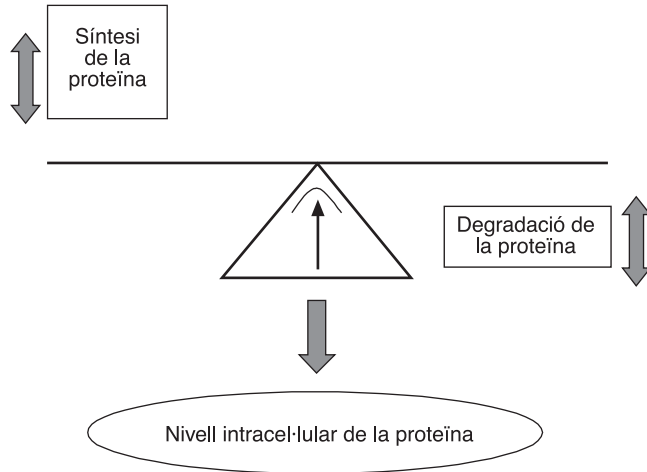 Síntesi
de la
proteïna
Degradació de
la proteïna
Nivell intracel·lular de la proteïna